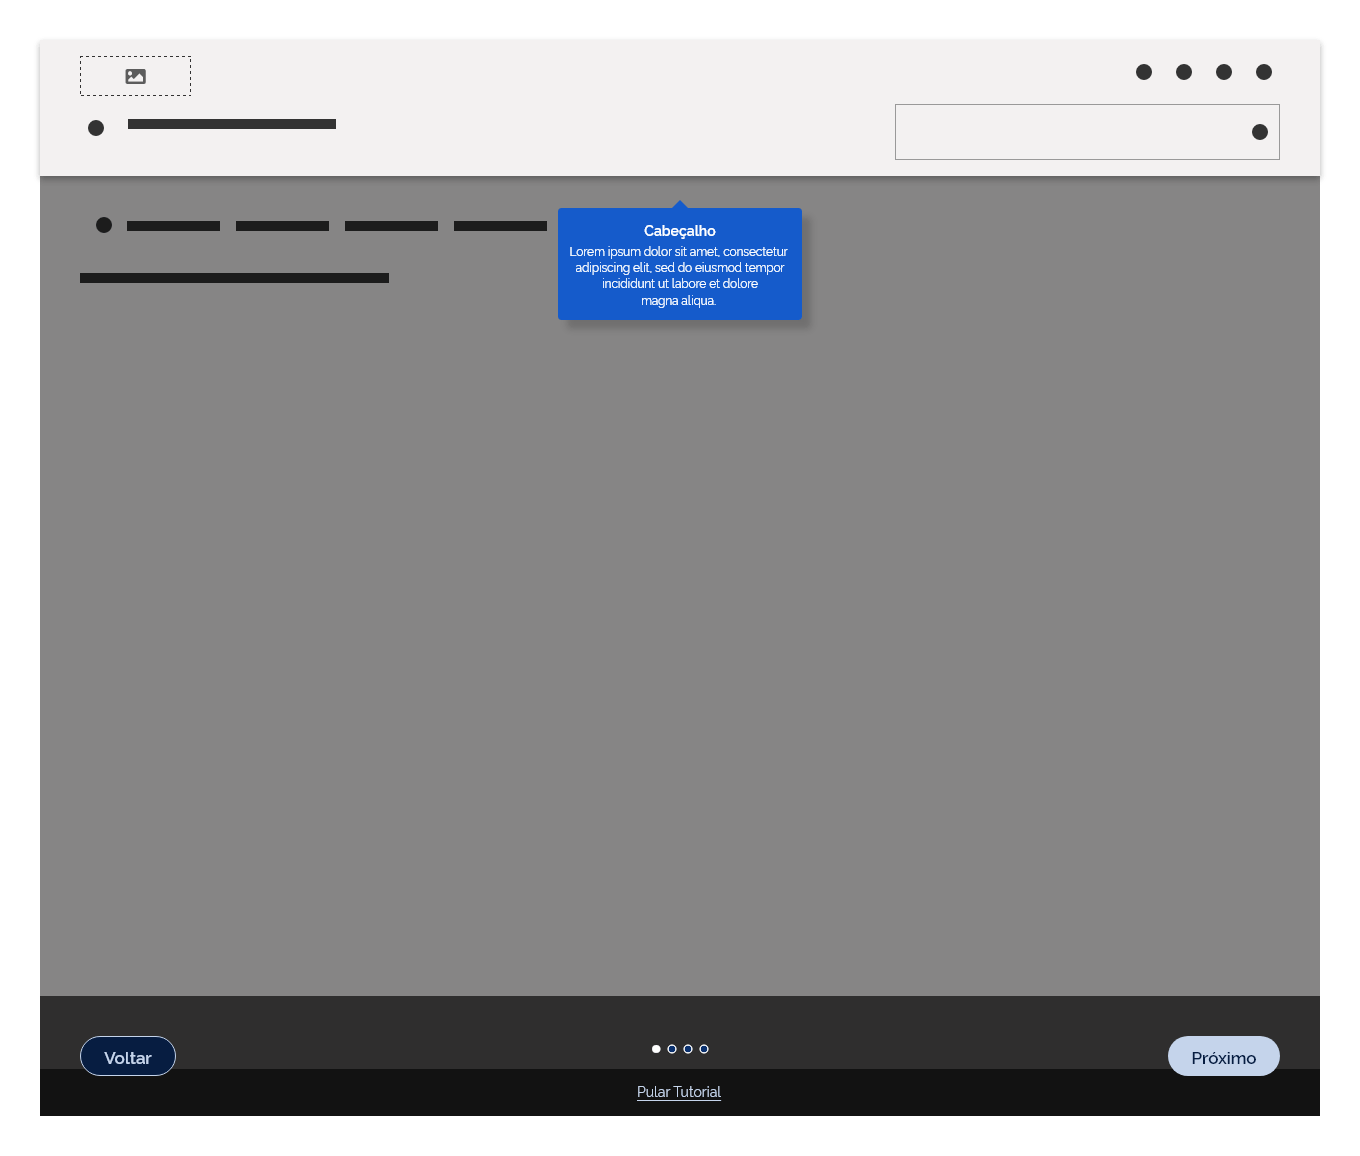 Cabeçalho
Lorem ipsum dolor sit amet, consectetur
adipiscing elit, sed do eiusmod tempor
incididunt ut labore et dolore
magna aliqua.
Voltar
Próximo
Pular Tutorial